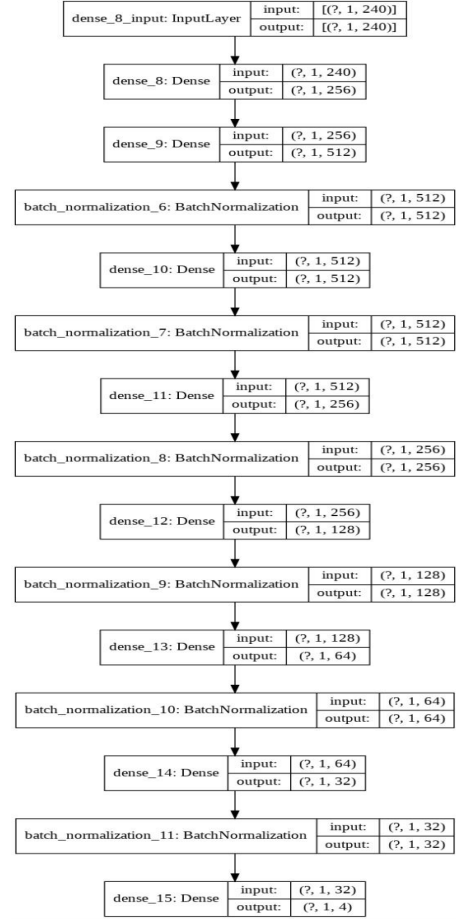 dense_8_input: InputLayer
input: [(?, 1, 240)]
output: [(?, 1, 240)]
dense_8: Dense
input: (?, 1, 240)
output: (?, 1, 256)
dense_9: Dense
input: (?, 1, 256)
output: (?, 1, 512)
batch_normalization_6: BatchNormalization
input: (?, 1, 512)
output: (?, 1, 512)
dense_10: Dense
input: (?, 1, 512)
output: (?, 1, 512)
batch_normalization_7: BatchNormalization
input: (?, 1, 512)
output: (?, 1, 512)
dense_11: Dense
input: (?, 1, 512)
output: (?, 1, 256)
batch_normalization_8: BatchNormalization
input: (?, 1, 256)
output: (?, 1, 256)
dense_12: Dense
input: (?, 1, 256)
output: (?, 1, 128)
batch_normalization_9: BatchNormalization
input: (?, 1, 128)
output: (?, 1, 128)
dense_13: Dense
input: (?, 1, 128)
output: (?, 1, 64)
batch_normalization_10: BatchNormalization
input: (?, 1, 64)
output: (?, 1, 64)
dense_14: Dense
input: (?, 1, 64)
output: (?, 1, 32)
batch_normalization_11: BatchNormalization
input: (?, 1, 32)
output: (?, 1, 32)
dense_15: Dense
input: (?, 1, 32)
output: (?, 1, 4)